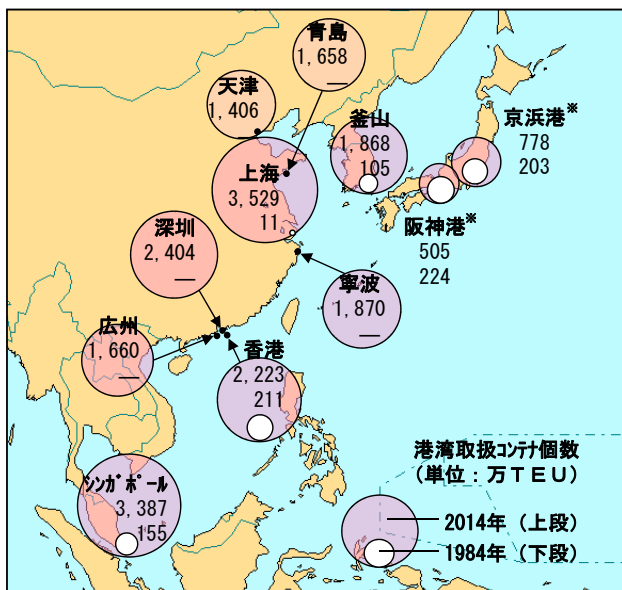 青島
1,658
―
天津
1,406
―
釜山
1,868
105
京浜港※
778
203
上海
3,529
11
阪神港※
505
224
深圳
2,404
―
寧波
1,870
―
広州
1,660
―
香港
2,223
211
シンガポール
3,387
155
港湾取扱コンテナ個数
(単位：万TEU)
2014年（上段）
1984年（下段）